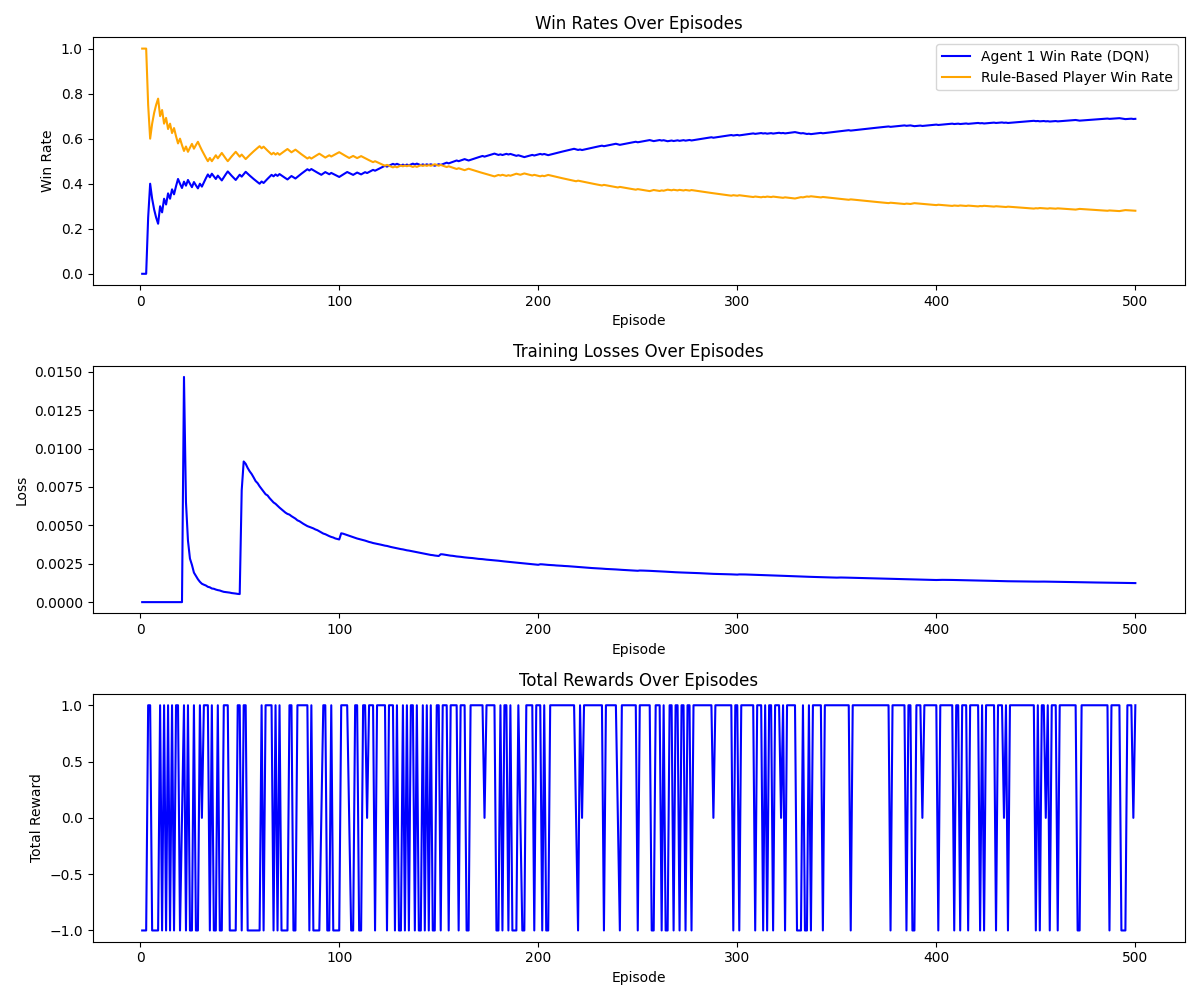 Win Rates Over Episodes
Win Rate
1.0
0.8
0.6
0.4
0.2
0.0
Agent 1 Win Rate (DQN)
Rule-Based Player Win Rate
0 100 200 300 400 500
Episode
Training Losses Over Episodes
Loss
0.0150
0.0125
0.0100
0.0075
0.0050
0.0025
0.0000
0 100 200 300 400 500
Episode
Total Rewards Over Episodes
Total Reward
1.0
0.5
0.0
−0.5
−1.0
0 100 200 300 400 500
Episode